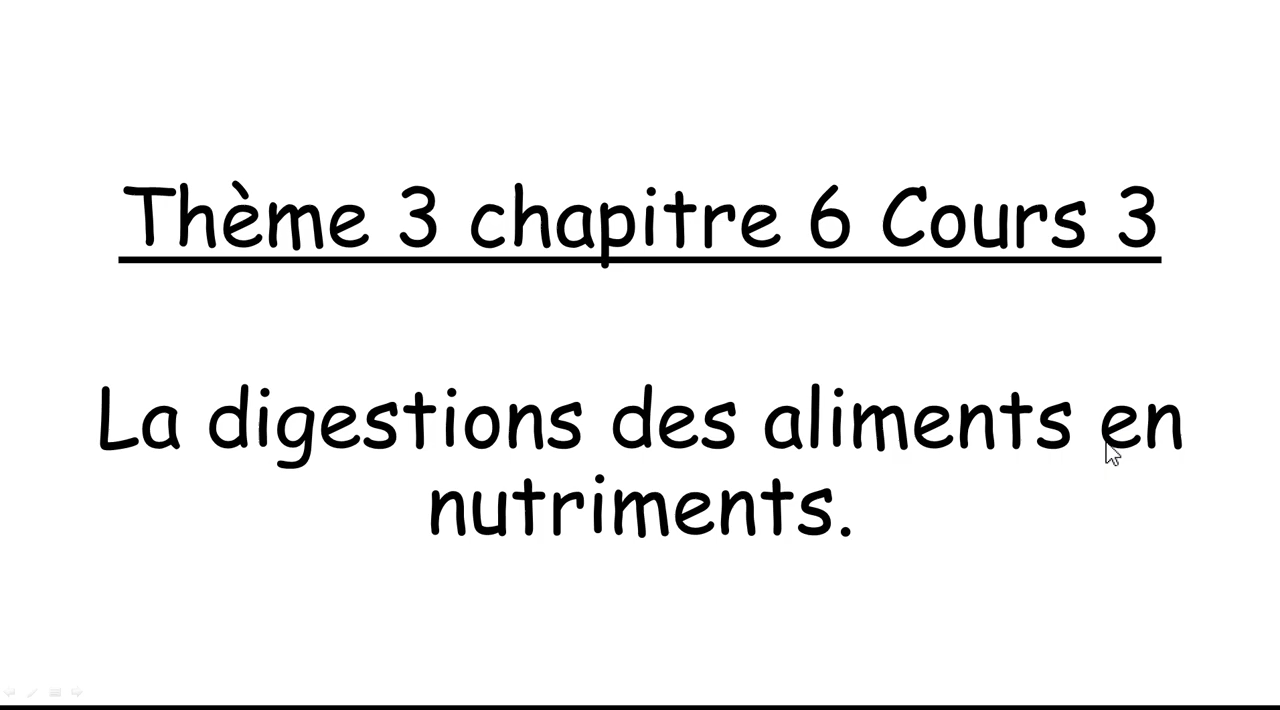 Thème 3 chapitre 6 Cours 3
La digestions des aliments en
nutriments.